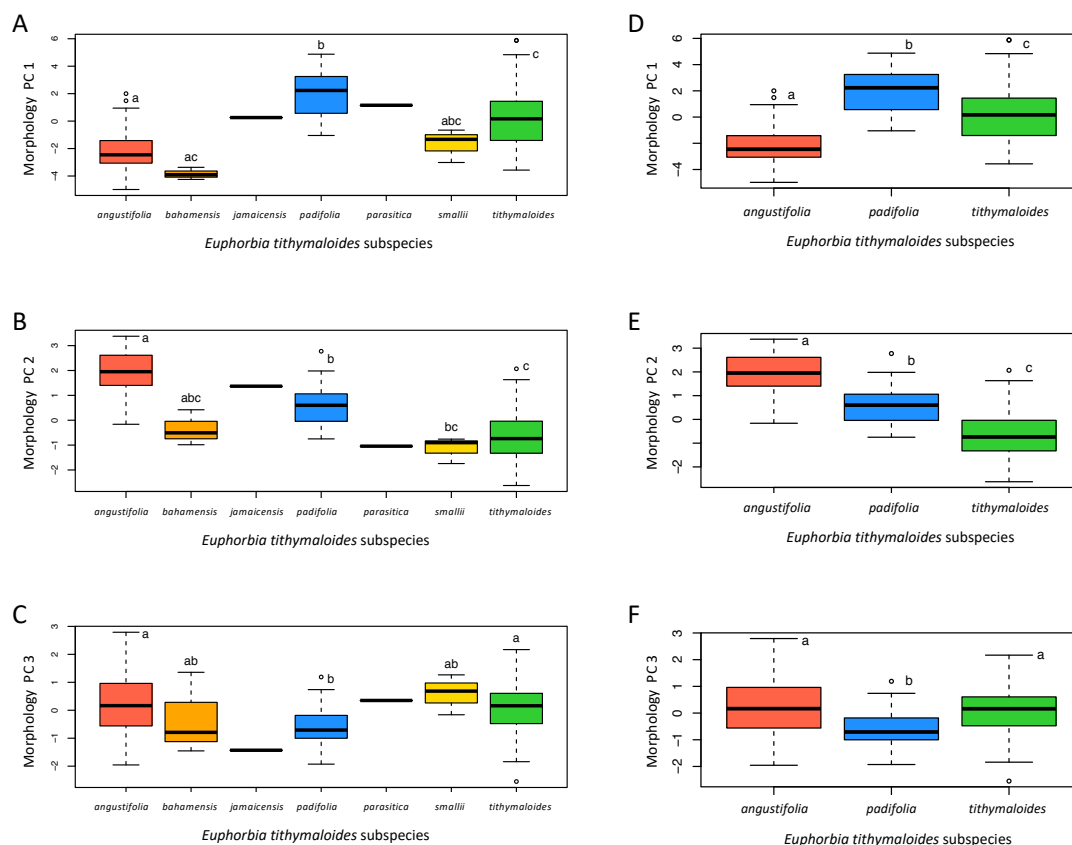 A
Morphology PC 1
6
4
2
0
−2
−4
a
ac
b
abc
c
angustifolia bahamensis jamaicensis padifolia parasitica smallii tithymaloides
Euphorbia tithymaloides subspecies
D
Morphology PC 1
6
4
2
0
−4
a
b
c
angustifolia padifolia tithymaloides
Euphorbia tithymaloides subspecies
B
Morphology PC 2
3
2
1
0
−1
−2
a
abc
b
bc
c
angustifolia bahamensis jamaicensis padifolia parasitica smallii tithymaloides
Euphorbia tithymaloides subspecies
E
Morphology PC 2
3
2
1
0
−2
a
b
c
angustifolia padifolia tithymaloides
Euphorbia tithymaloides subspecies
C
Morphology PC 3
3
2
1
0
−2
a
ab
b
ab
a
angustifolia bahamensis jamaicensis padifolia parasitica smallii tithymaloides
Euphorbia tithymaloides subspecies
F
Morphology PC 3
3
2
1
0
−1
−2
a
b
a
angustifolia padifolia tithymaloides
Euphorbia tithymaloides subspecies